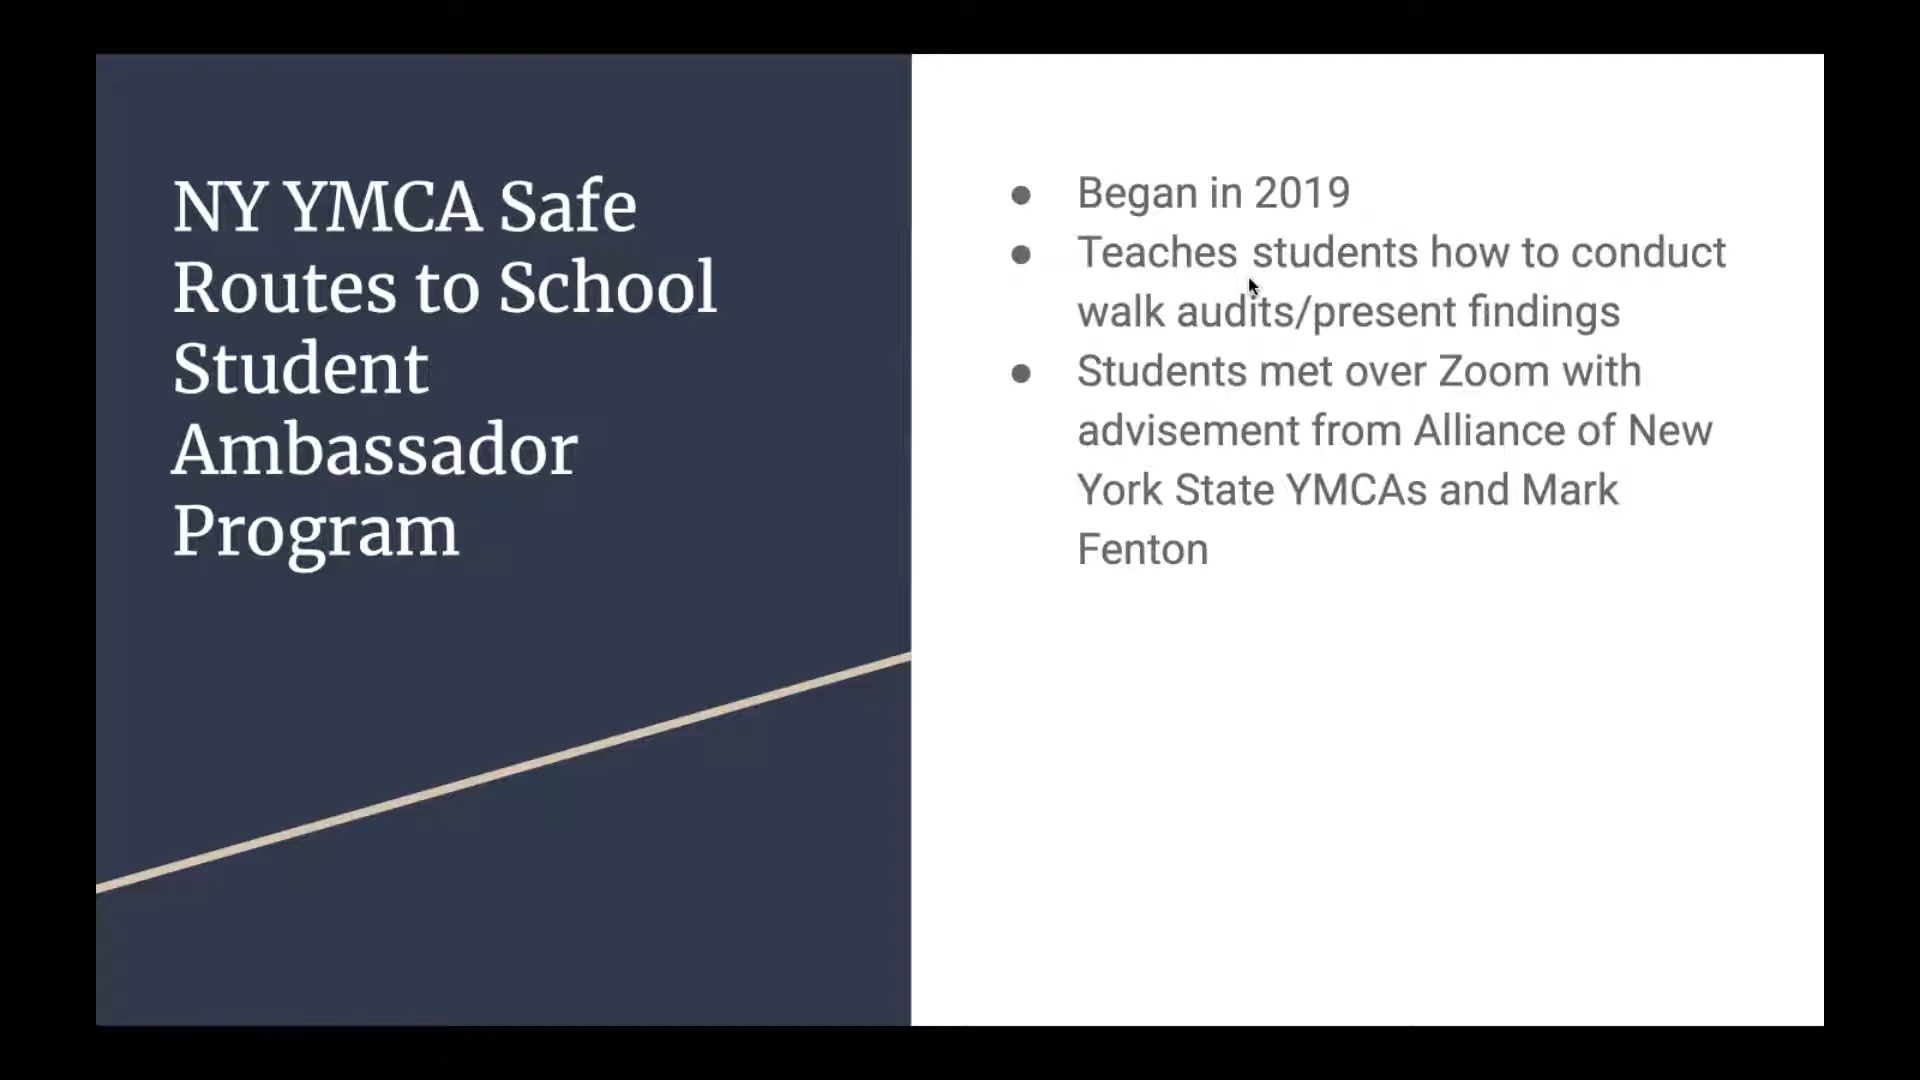 NY YMCA Safe
Routes to School
Student
Ambassador
Program
● Began in 2019
● Teaches students how to conduct
walk audits/present findings
● Students met over Zoom with
advisement from Alliance of New
York State YMCAs and Mark
Fenton